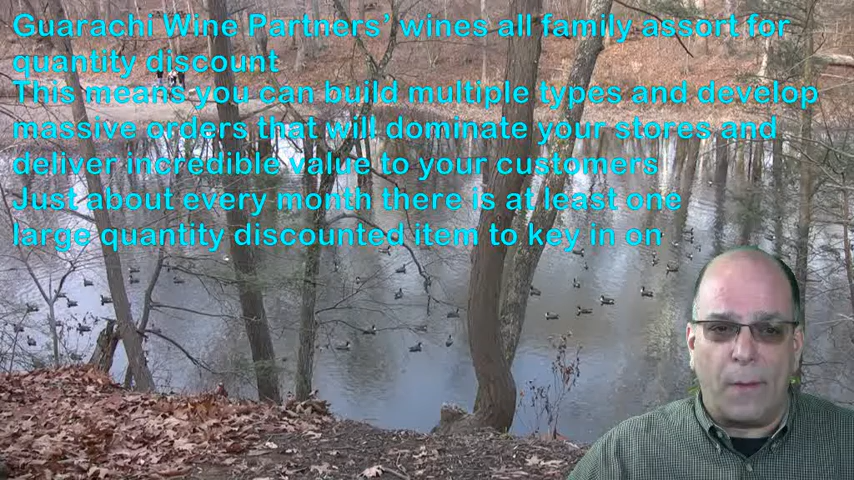 Guarachi Wine Partners' wines all family assort for
quantity discount
This means you can build multiple types and develop
massive orders that will dominate your stores and
deliver incredible value to your customers
Just about every month there is at least one
large quantity discounted item to key in on